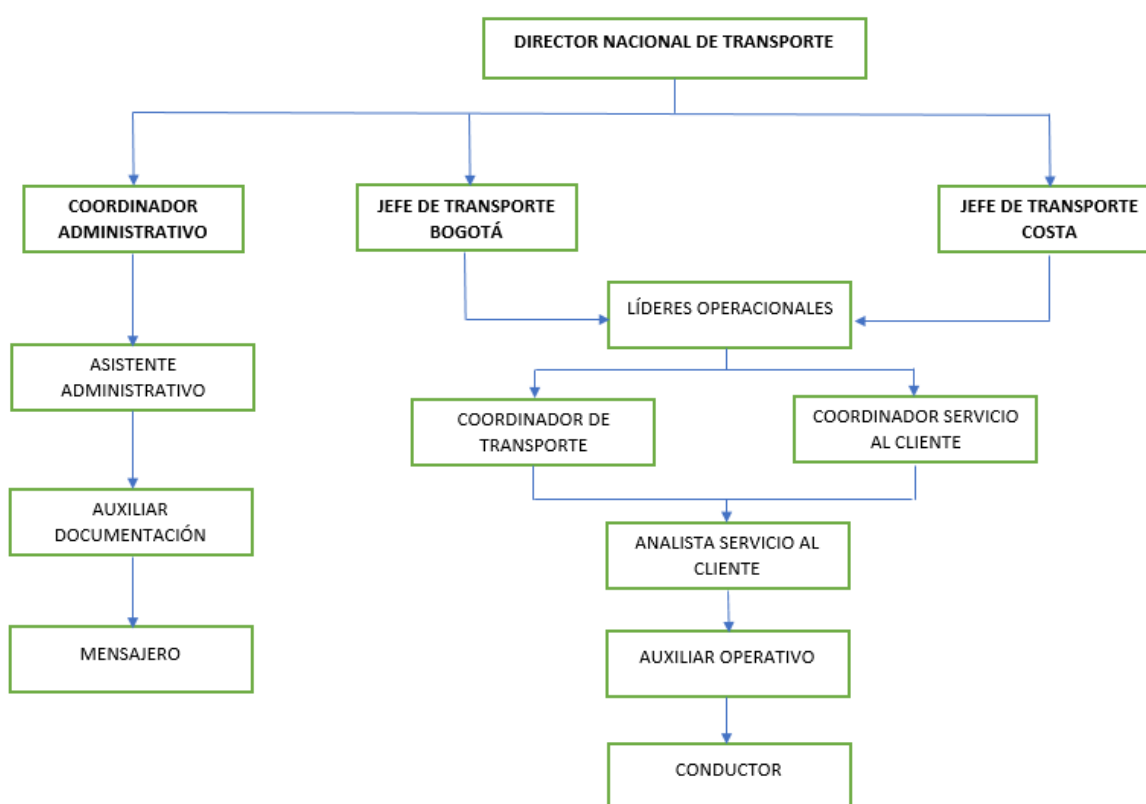 DIRECTOR NACIONAL DE TRANSPORTE
COORDINADOR
ADMINISTRATIVO
JEFE DE TRANSPORTE
BOGOTÁ
JEFE DE TRANSPORTE
COSTA
LÍDERES OPERACIONALES
ASISTENTE
ADMINISTRATIVO
COORDINADOR DE
TRANSPORTE
COORDINADOR SERVICIO
AL CLIENTE
AUXILIAR
DOCUMENTACIÓN
ANALISTA SERVICIO AL
CLIENTE
MENSAJERO
AUXILIAR OPERATIVO
CONDUCTOR